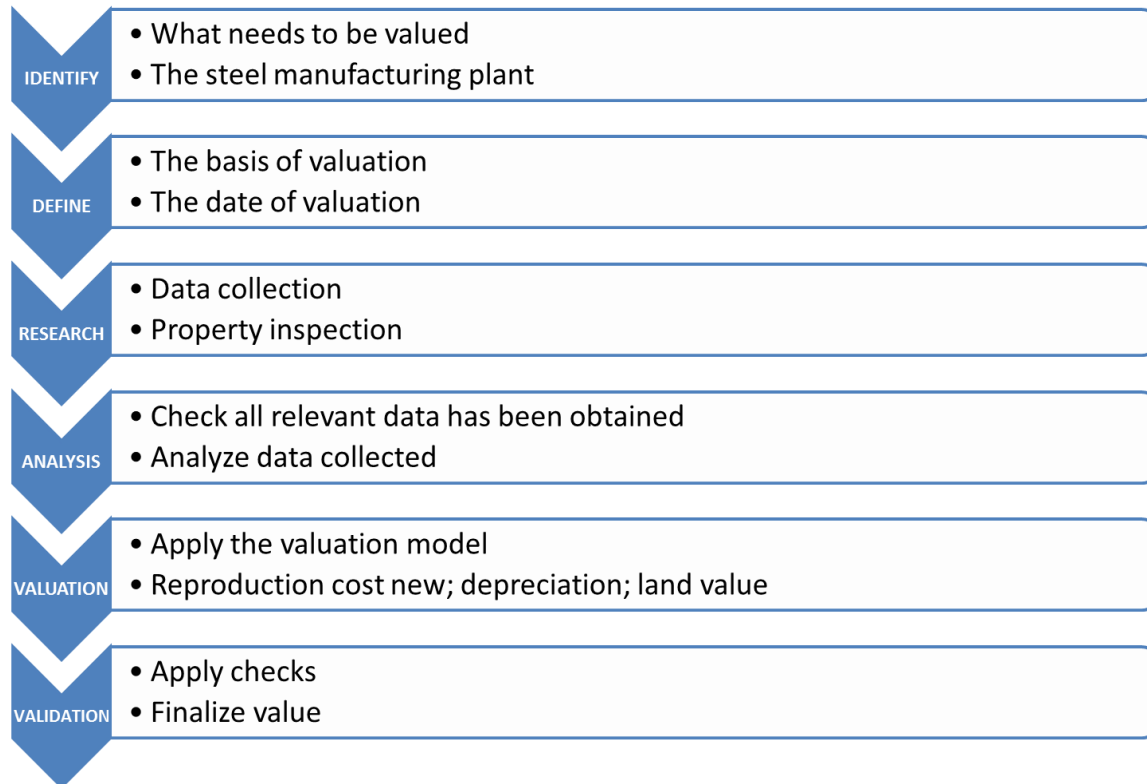 IDENTIFY
• What needs to be valued
• The steel manufacturing plant
DEFINE
• The basis of valuation
• The date of valuation
RESEARCH
• Data collection
• Property inspection
ANALYSIS
• Check all relevant data has been obtained
• Analyze data collected
VALUATION
• Apply the valuation model
• Reproduction cost new; depreciation; land value
VALIDATION
• Apply checks
• Finalize value